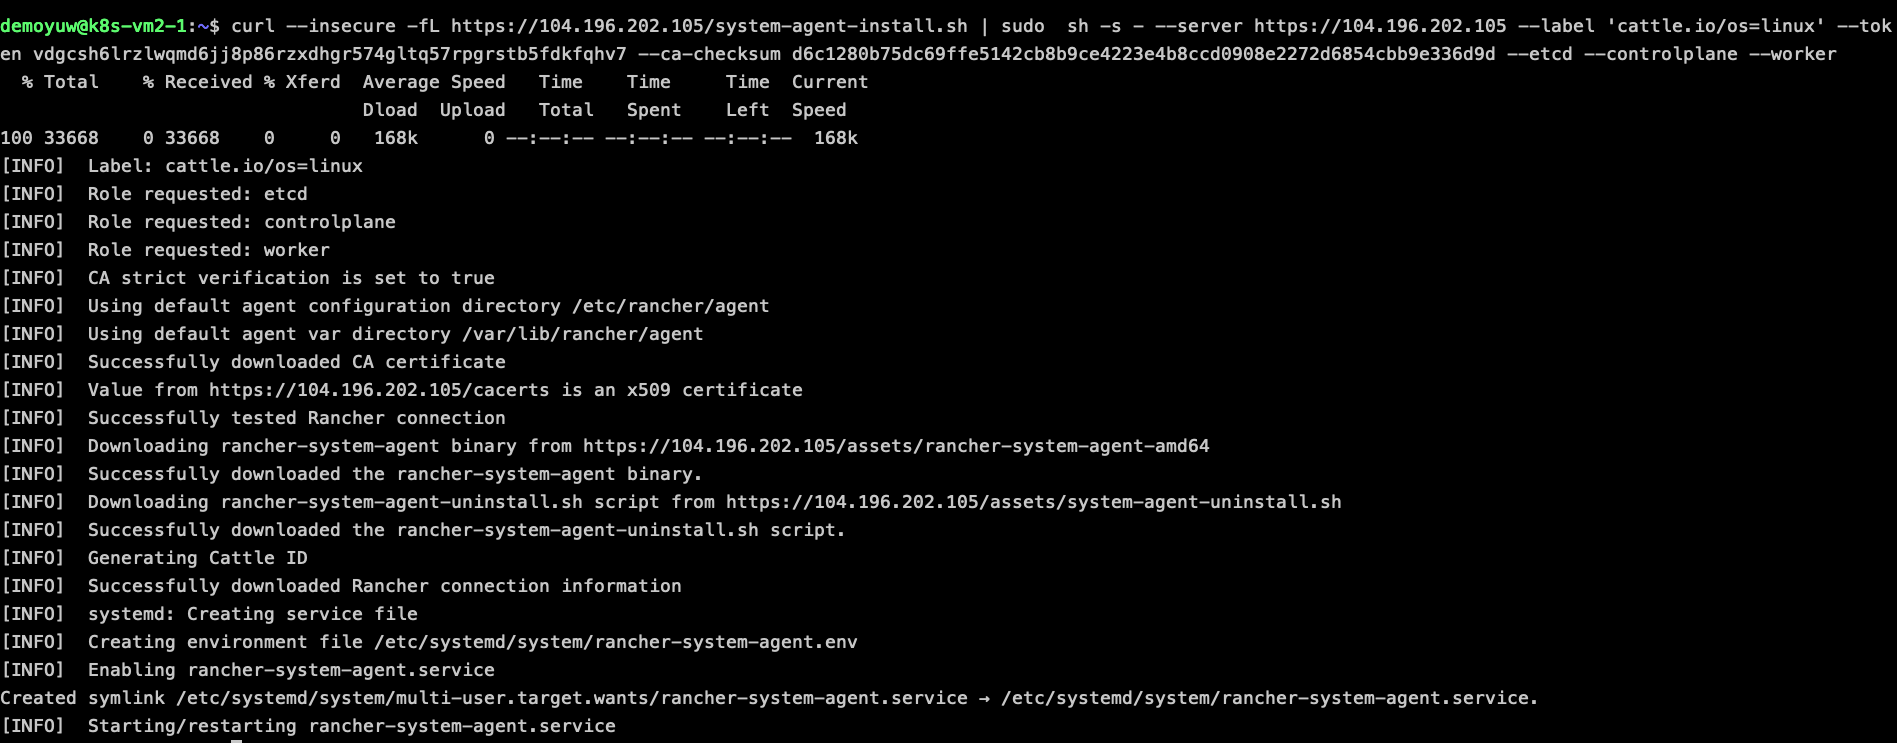 demoyuw@k8s-vm2-1:~$ curl --insecure -fL https://104.196.202.105/system-agent-install.sh | sudo  sh -s - --server https://104.196.202.105 --label 'cattle.io/os=linux' --tok
en vdgcsh6lrzlwqmd6jj8p86rzxdhgr574gltq57rpgrstb5fdkfqhv7 --ca-checksum d6c1280b75dc69ffe5142cb8b9ce4223e4b8ccd0908e2272d6854cbb9e336d9d --etcd --controlplane --worker
  % Total    % Received % Xferd  Average Speed   Time    Time     Time  Current
                                 Dload  Upload   Total   Spent    Left  Speed
100 33668    0 33668    0     0   168k      0 --:--:-- --:--:-- --:--:--  168k
[INFO]  Label: cattle.io/os=linux
[INFO]  Role requested: etcd
[INFO]  Role requested: controlplane
[INFO]  Role requested: worker
[INFO]  CA strict verification is set to true
[INFO]  Using default agent configuration directory /etc/rancher/agent
[INFO]  Using default agent var directory /var/lib/rancher/agent
[INFO]  Successfully downloaded CA certificate
[INFO]  Value from https://104.196.202.105/cacerts is an x509 certificate
[INFO]  Successfully tested Rancher connection
[INFO]  Downloading rancher-system-agent binary from https://104.196.202.105/assets/rancher-system-agent-amd64
[INFO]  Successfully downloaded the rancher-system-agent binary.
[INFO]  Downloading rancher-system-agent-uninstall.sh script from https://104.196.202.105/assets/system-agent-uninstall.sh
[INFO]  Successfully downloaded the rancher-system-agent-uninstall.sh script.
[INFO]  Generating Cattle ID
[INFO]  Successfully downloaded Rancher connection information
[INFO]  systemd: Creating service file
[INFO]  Creating environment file /etc/systemd/system/rancher-system-agent.env
[INFO]  Enabling rancher-system-agent.service
Created symlink /etc/systemd/system/multi-user.target.wants/rancher-system-agent.service → /etc/systemd/system/rancher-system-agent.service.
[INFO]  Starting/restarting rancher-system-agent.service